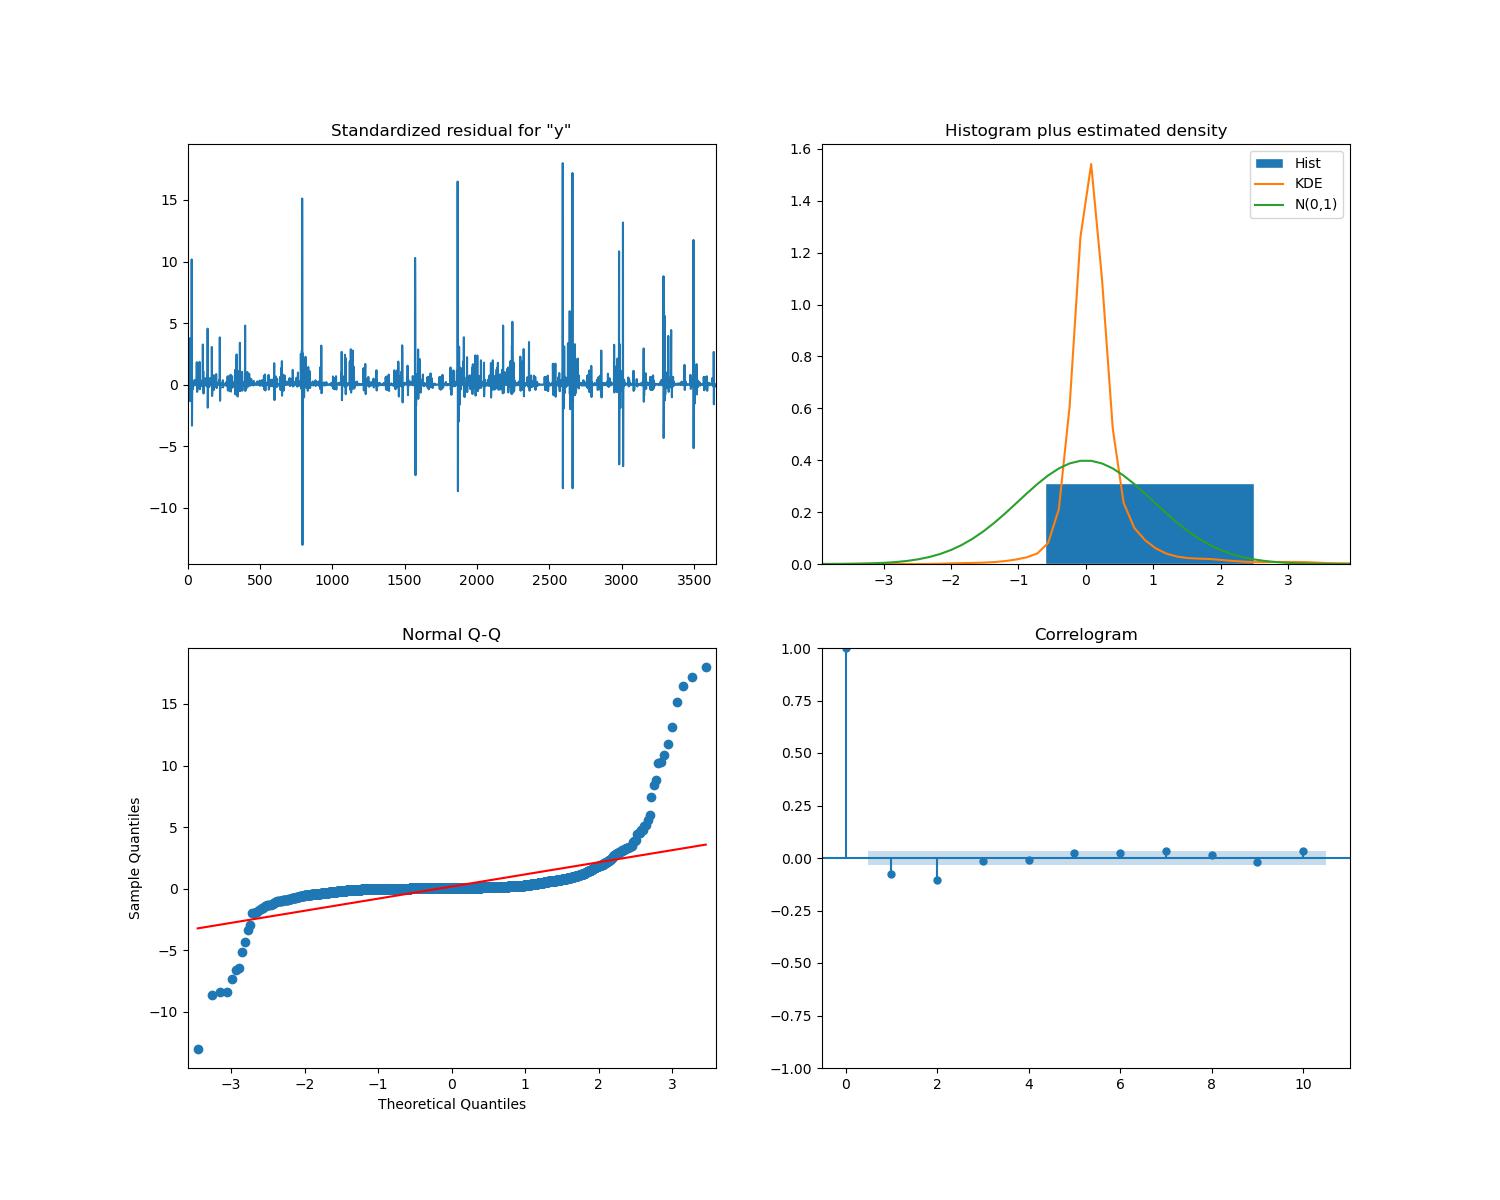 Standardized residual for "y"
15
10
5
0
−5
−10
0 500 1000 1500 2000 2500 3000 3500
Histogram plus estimated density
1.6
1.4
1.2
1.0
0.8
0.6
0.4
0.2
0.0
Hist
KDE
N(0,1)
−3 −2 −1 0 1 2 3
Normal Q-Q
Sample Quantiles
15
10
5
0
−5
−10
−3 −2 −1 0 1 2 3
Theoretical Quantiles
Correlogram
1.00
0.75
0.50
0.25
0.00
−0.25
−0.50
−0.75
−1.00
0 2 4 6 8 10